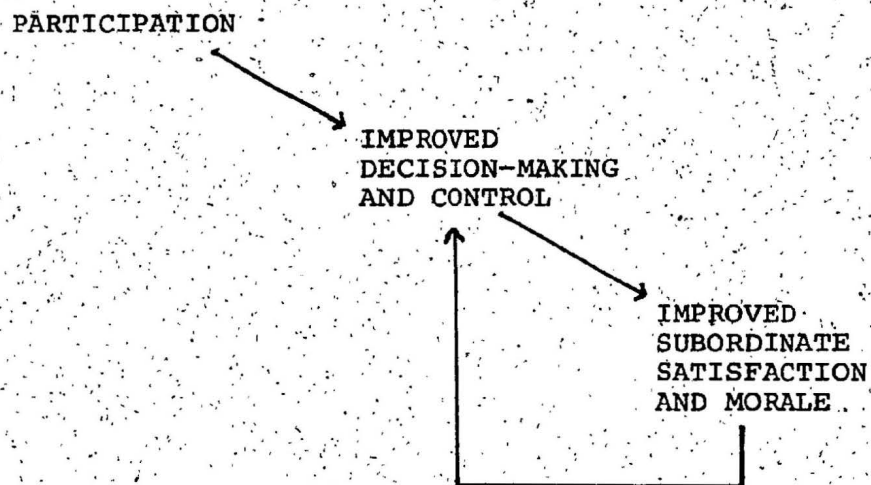 PARTICIPATION
IMPROVED
DECISION-MAKING
AND CONTROL
IMPROVED
SUBORDINATE
SATISFACTION
AND MORALE